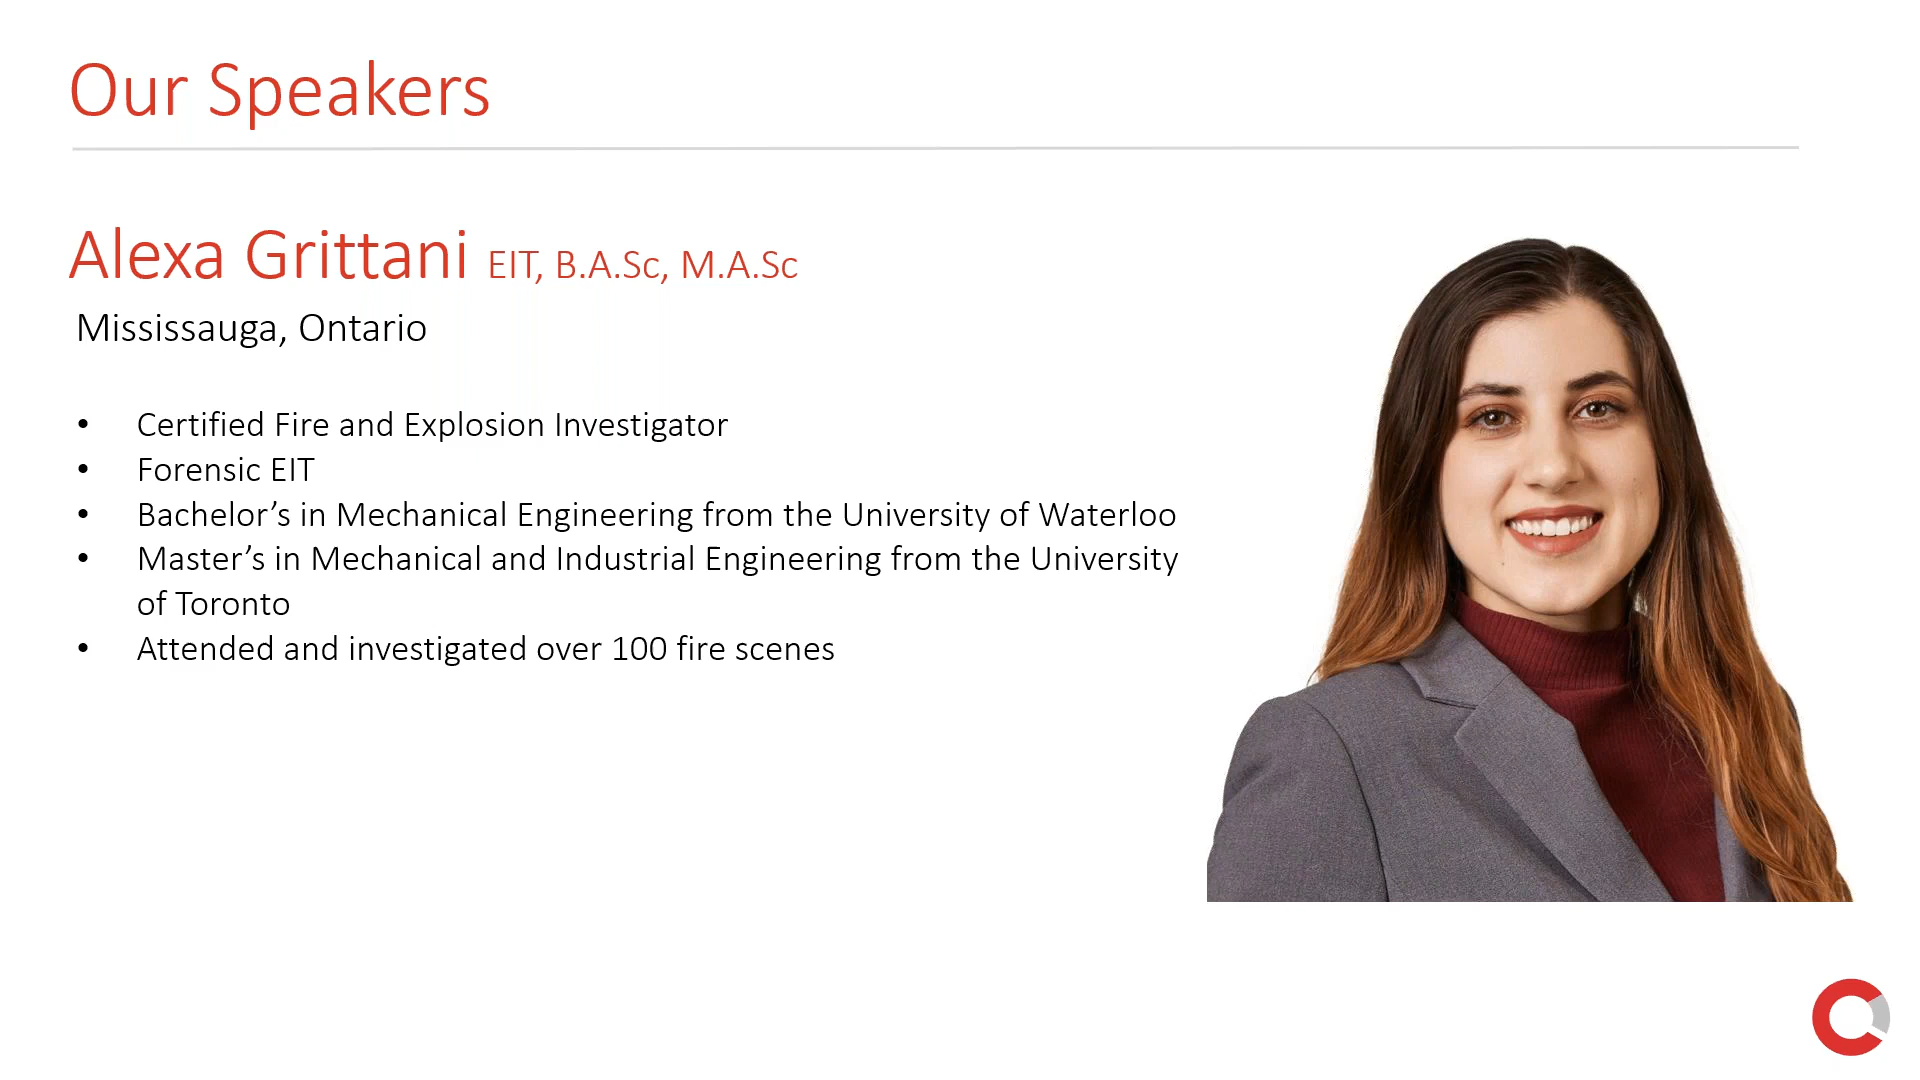 Our Speakers
Alexa Grittani EIT, B.A.Sc, M.A.Sc
Mississauga, Ontario
• Certified Fire and Explosion Investigator
• Forensic EIT
• Bachelor’s in Mechanical Engineering from the University of Waterloo
• Master’s in Mechanical and Industrial Engineering from the University
of Toronto
• Attended and investigated over 100 fire scenes